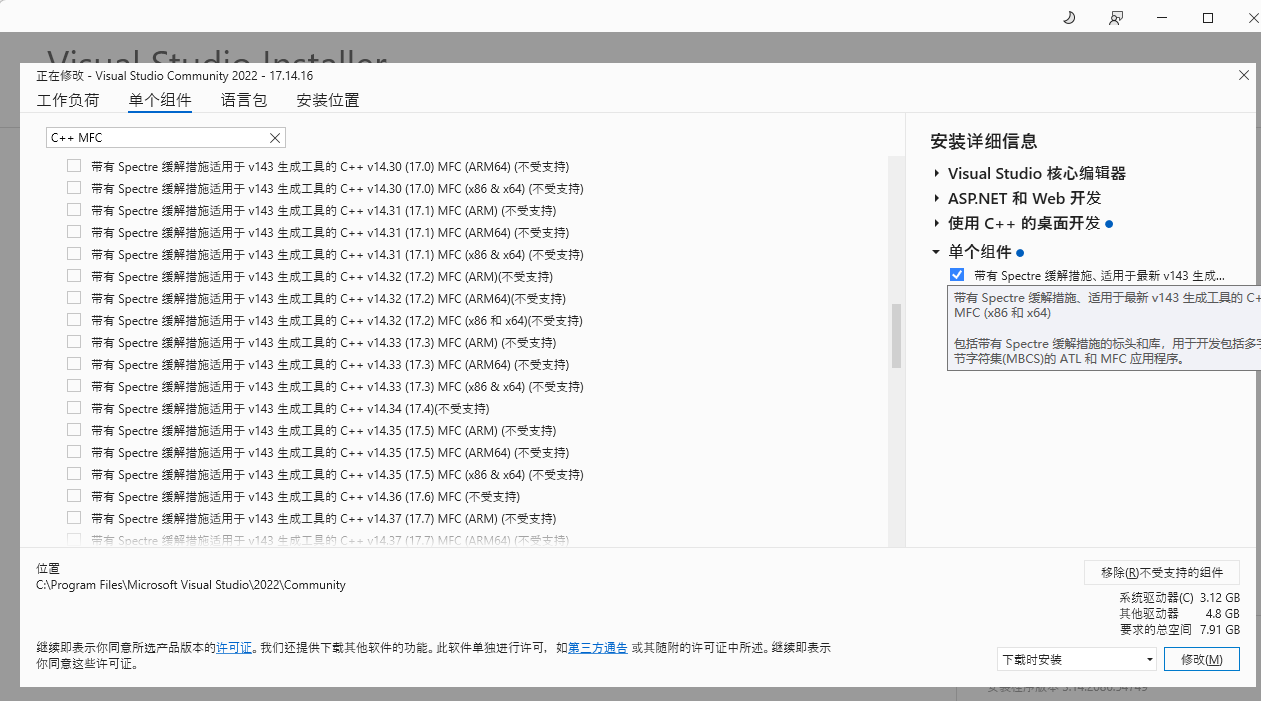 Visual Studio Installer
正在修改 - Visual Studio Community 2022 - 17.14.16
工作负荷 单个组件 语言包 安装位置
C++ MFC
带有 Spectre 缓解措施适用于 v143 生成工具的 C++ v14.30 (17.0) MFC (ARM64) (不受支持)
带有 Spectre 缓解措施适用于 v143 生成工具的 C++ v14.30 (17.0) MFC (x86 & x64) (不受支持)
带有 Spectre 缓解措施适用于 v143 生成工具的 C++ v14.31 (17.1) MFC (ARM) (不受支持)
带有 Spectre 缓解措施适用于 v143 生成工具的 C++ v14.31 (17.1) MFC (ARM64) (不受支持)
带有 Spectre 缓解措施适用于 v143 生成工具的 C++ v14.31 (17.1) MFC (x86 & x64) (不受支持)
带有 Spectre 缓解措施适用于 v143 生成工具的 C++ v14.32 (17.2) MFC (ARM)(不受支持)
带有 Spectre 缓解措施适用于 v143 生成工具的 C++ v14.32 (17.2) MFC (ARM64)(不受支持)
带有 Spectre 缓解措施适用于 v143 生成工具的 C++ v14.32 (17.2) MFC (x86 和 x64)(不受支持)
带有 Spectre 缓解措施适用于 v143 生成工具的 C++ v14.33 (17.3) MFC (ARM) (不受支持)
带有 Spectre 缓解措施适用于 v143 生成工具的 C++ v14.33 (17.3) MFC (ARM64) (不受支持)
带有 Spectre 缓解措施适用于 v143 生成工具的 C++ v14.33 (17.3) MFC (x86 & x64) (不受支持)
带有 Spectre 缓解措施适用于 v143 生成工具的 C++ v14.34 (17.4)(不受支持)
带有 Spectre 缓解措施适用于 v143 生成工具的 C++ v14.35 (17.5) MFC (ARM) (不受支持)
带有 Spectre 缓解措施适用于 v143 生成工具的 C++ v14.35 (17.5) MFC (ARM64) (不受支持)
带有 Spectre 缓解措施适用于 v143 生成工具的 C++ v14.35 (17.5) MFC (x86 & x64) (不受支持)
带有 Spectre 缓解措施适用于 v143 生成工具的 C++ v14.36 (17.6) MFC (不受支持)
带有 Spectre 缓解措施适用于 v143 生成工具的 C++ v14.37 (17.7) MFC (ARM) (不受支持)
带有 Spectre 缓解措施适用于 v143 生成工具的 C++ v14.37 (17.7) MFC (ARM64) (不受支持)
安装详细信息
Visual Studio 核心编辑器
ASP.NET 和 Web 开发
使用 C++ 的桌面开发
单个组件
带有 Spectre 缓解措施、适用于最新 v143 生成...
带有 Spectre 缓解措施、适用于最新 v143 生成工具的 C+
MFC (x86 和 x64)
包括带有 Spectre 缓解措施的标头和库，用于开发包括多字
节字符集(MBCS)的 ATL 和 MFC 应用程序。
位置
C:\Program Files\Microsoft Visual Studio\2022\Community
移除(R)不受支持的组件
系统驱动器(C) 3.12 GB
其他驱动器 4.8 GB
要求的总空间 7.91 GB
继续即表示你同意所选产品版本的许可证。我们还提供下载其他软件的功能。此软件单独进行许可，如第三方通告 或其随附的许可证中所述。继续即表示
你同意这些许可证。
下载时安装 修改(M)